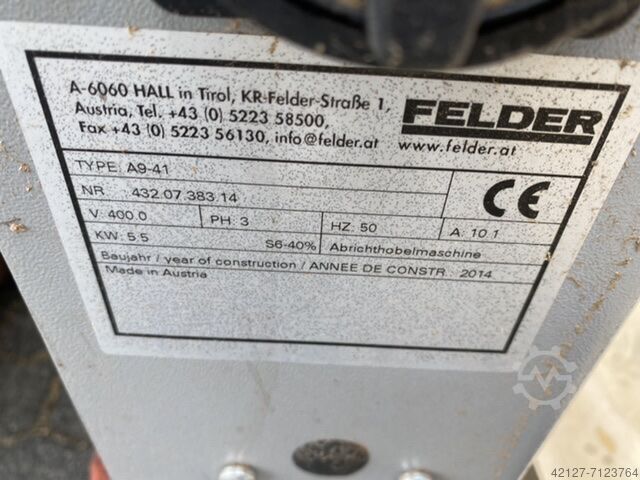 A-6060 HALL in Tirol, KR-Felder-Straße 1,
Austria, Tel. +43 (0) 5223 58500,
Fax +43 (0) 5223 56130, info@felder.at
FELDER
www.felder.at
TYPE: A9-41
NR. 432.07.383.14
CE
V: 400.0 PH: 3 HZ: 50 A: 10.1
KW: 5.5 S6-40% Abrichthobelmaschine
Baujahr / year of construction / ANNEE DE CONSTR. 2014
Made in Austria
42127-7123764